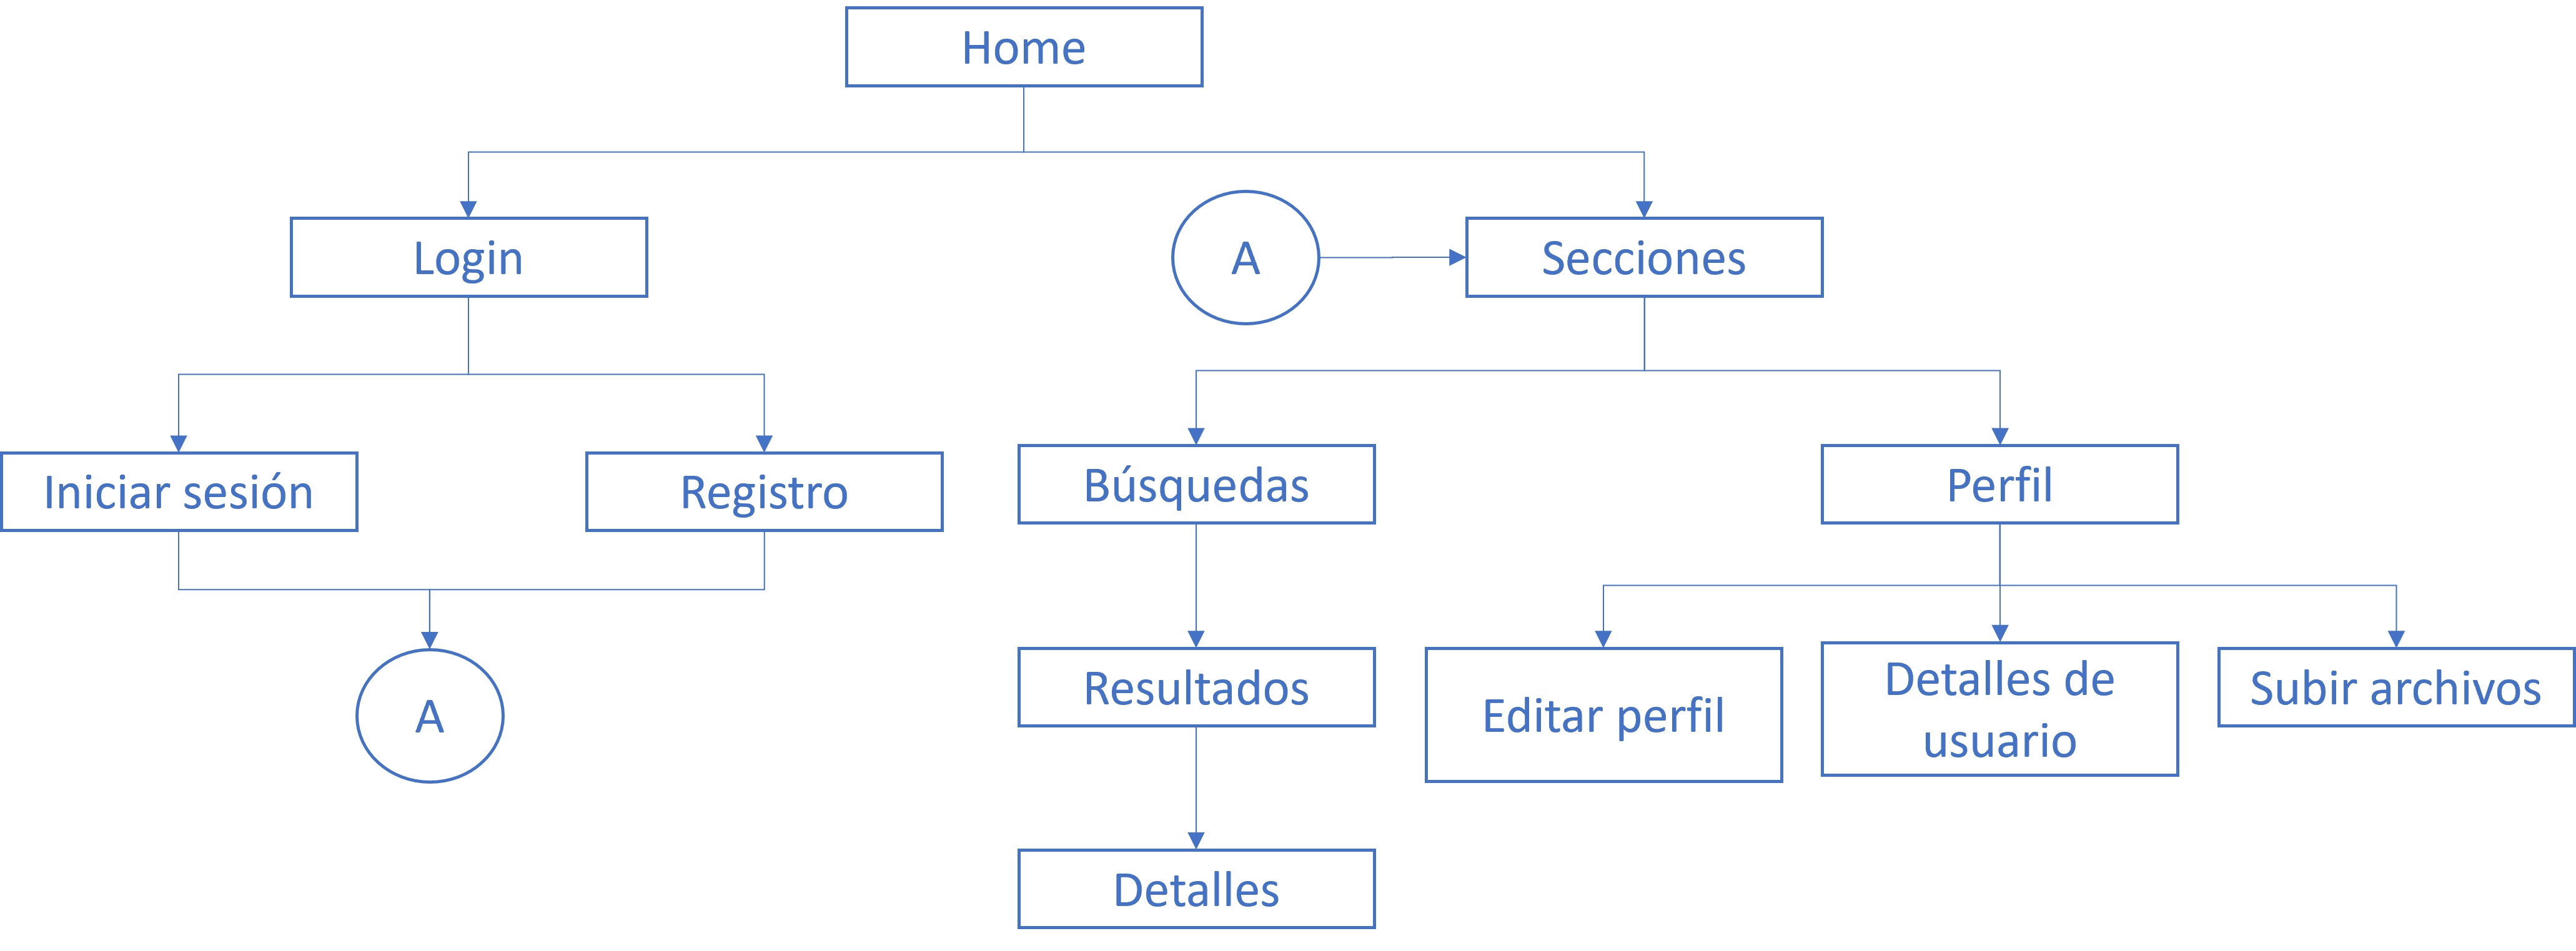 Home
Login
A
Secciones
Iniciar sesión
Registro
Búsquedas
Perfil
A
Resultados
Editar perfil
Detalles de
usuario
Subir archivos
Detalles